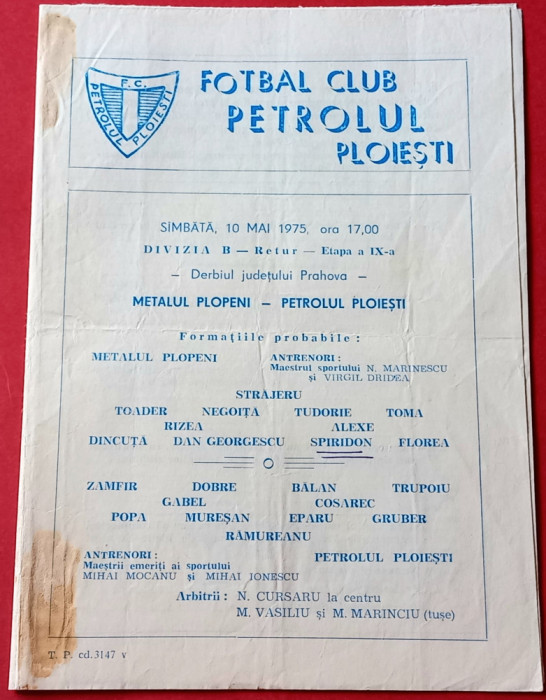 F.C.
PETROLUL PLOIEȘTI
FOTBAL CLUB
PETROLUL
PLOIEȘTI
SÎMBĂTĂ, 10 MAI 1975, ora 17,00
DIVIZIA B — Retur — Etapa a IX-a
— Derbiul județului Prahova —
METALUL PLOPENI — PETROLUL PLOIEȘTI
Formațiile probabile :
METALUL PLOPENI ANTRENORI :
Maestrul sportului N. MARINESCU
și VIRGIL DRIDEA
STRĂJERU
TOADER NEGOIȚĂ TUDORIE TOMA
RIZEA ALEXE
DINCUȚĂ DAN GEORGESCU SPIRIDON FLOREA
ZAMFIR DOBRE BĂLAN TRUPOIU
GABEL COSAREC
POPA MUREȘAN EPARU GRUBER
RĂMUREANU
ANTRENORI : PETROLUL PLOIEȘTI
Maeștrii emeriți ai sportului
MIHAI MOCANU și MIHAI IONESCU
Arbitrii : N. CURSARU la centru
M. VASILIU și M. MARINCIU (tușe)
T. P. cd. 3147 v